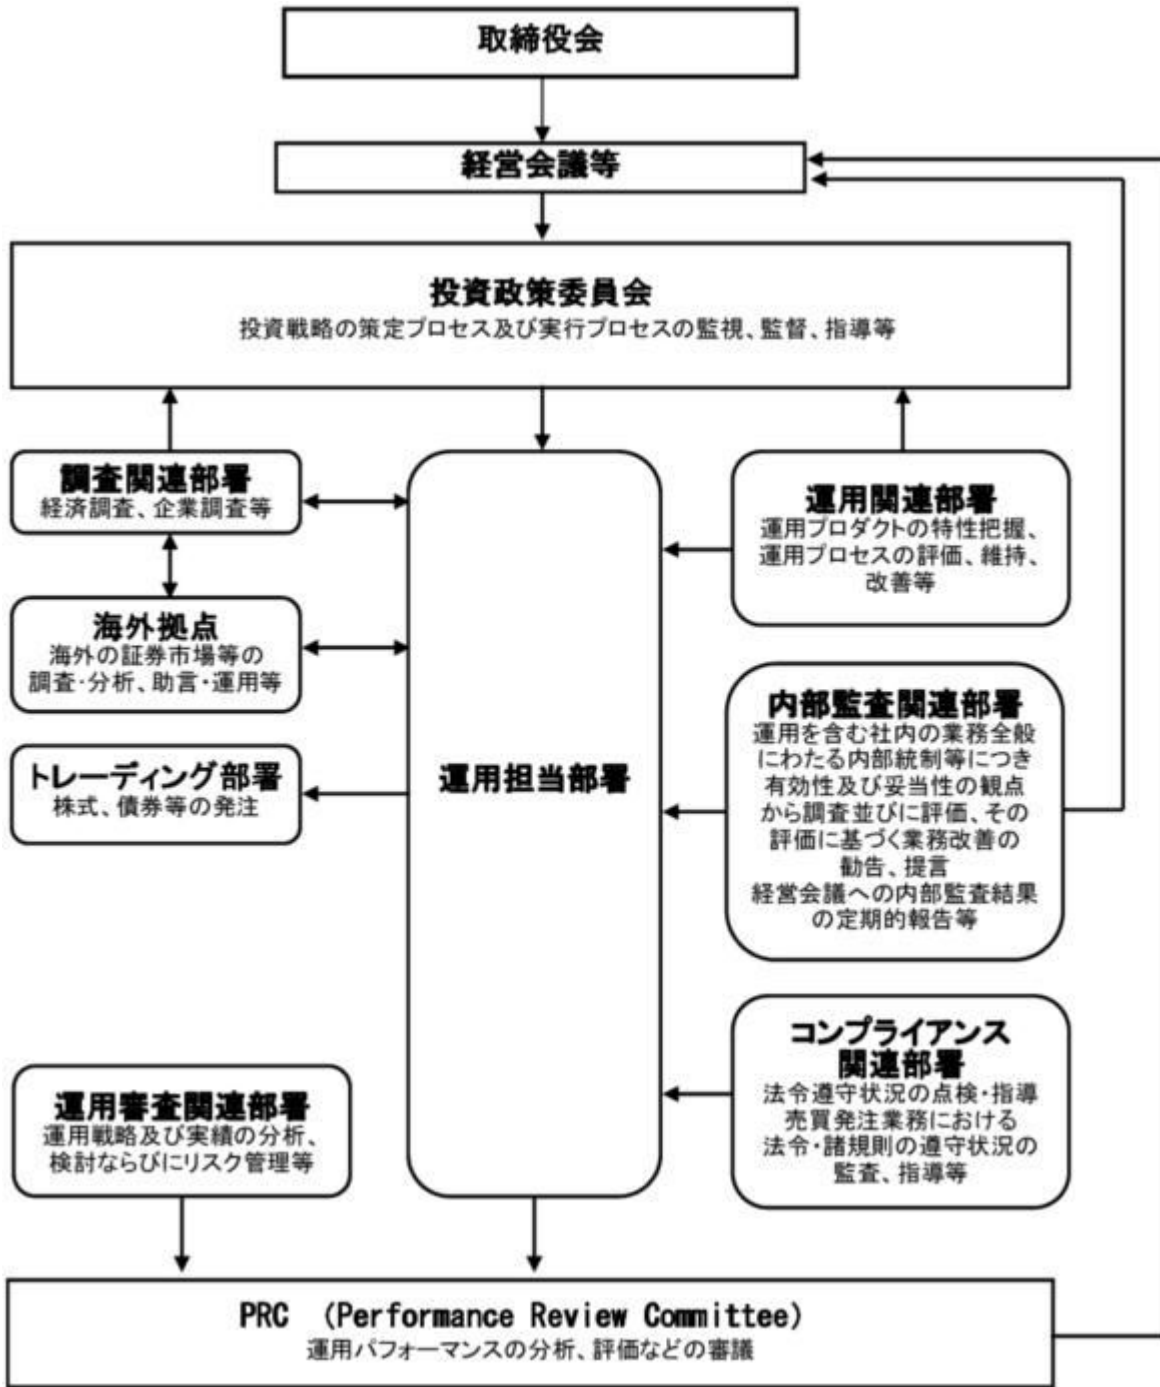 取締役会
経営会議等
投資政策委員会
投資戦略の策定プロセス及び実行プロセスの監視、監督、指導等
調査関連部署
経済調査、企業調査等
海外拠点
海外の証券市場等の
調査・分析、助言・運用等
トレーディング部署
株式、債券等の発注
運用審査関連部署
運用戦略及び実績の分析、
検討ならびにリスク管理等
運用担当部署
運用関連部署
運用プロダクトの特性把握、
運用プロセスの評価、維持、
改善等
内部監査関連部署
運用を含む社内の業務全般
にわたる内部統制等につき
有効性及び妥当性の観点
から調査並びに評価、その
評価に基づく業務改善の
勧告、提言
経営会議への内部監査結果
の定期的報告等
コンプライアンス
関連部署
法令遵守状況の点検・指導
売買発注業務における
法令・諸規則の遵守状況の
監査、指導等
PRC （Performance Review Committee）
運用パフォーマンスの分析、評価などの審議